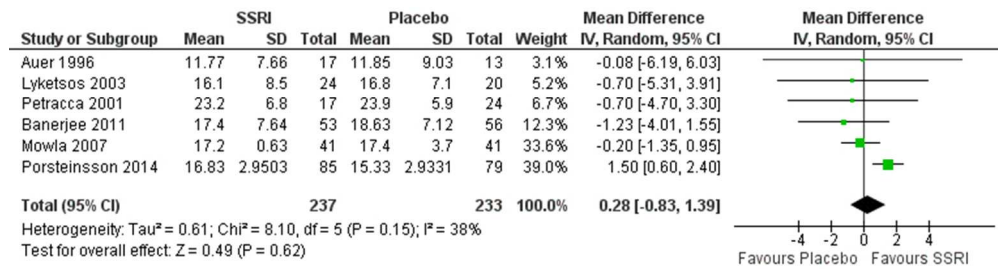 SSRI Placebo Mean Difference Mean Difference
Study or Subgroup Mean SD Total Mean SD Total Weight IV, Random, 95% CI IV, Random, 95% CI
Auer 1996 11.77 7.66 17 11.85 9.03 13 3.1% -0.08 [-6.19, 6.03]
Lyketsos 2003 16.1 8.5 24 16.8 7.1 20 5.2% -0.70 [-5.31, 3.91]
Petracca 2001 23.2 6.8 17 23.9 5.9 24 6.7% -0.70 [-4.70, 3.30]
Banerjee 2011 17.4 7.64 53 18.63 7.12 56 12.3% -1.23 [-4.01, 1.55]
Mowla 2007 17.2 0.63 41 17.4 3.7 41 33.6% -0.20 [-1.35, 0.95]
Porsteinsson 2014 16.83 2.9503 85 15.33 2.9331 79 39.0% 1.50 [0.60, 2.40]
Total (95% CI) 237 233 100.0% 0.28 [-0.83, 1.39]
Heterogeneity: Tau² = 0.61; Chi² = 8.10, df = 5 (P = 0.15); I² = 38%
Test for overall effect: Z = 0.49 (P = 0.62)
-4 -2 0 2 4
Favours Placebo Favours SSRI